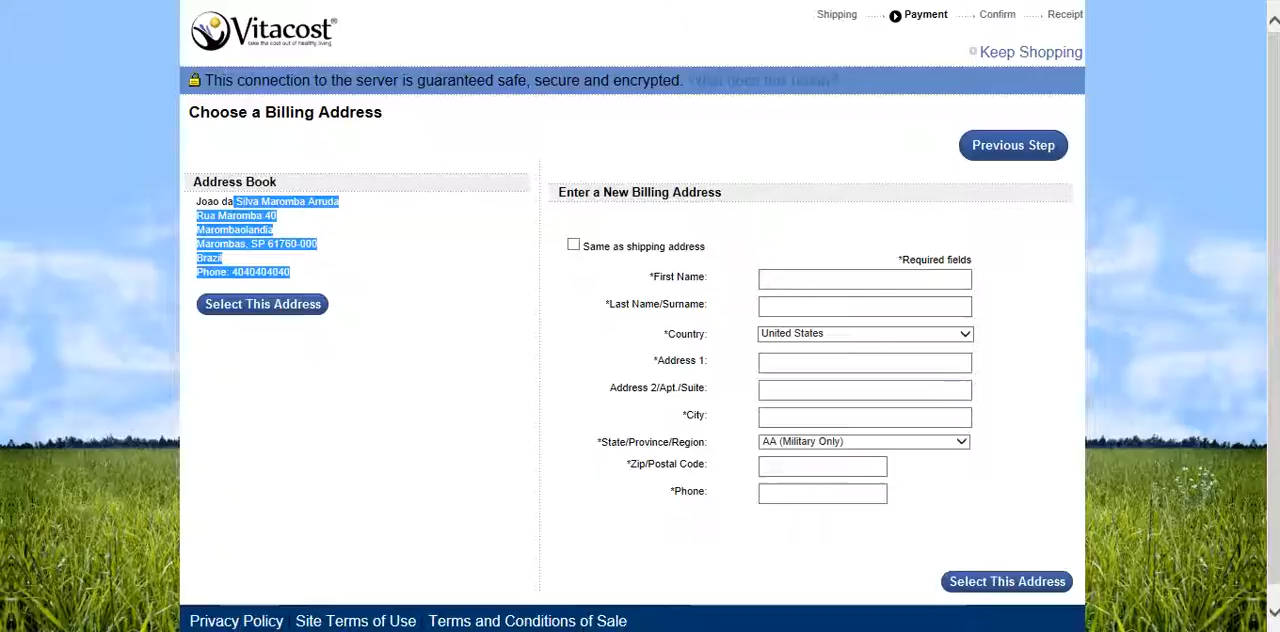 Vitacost®
take the cost out of healthy living
Shipping
Payment
Confirm
Receipt
Keep Shopping
This connection to the server is guaranteed safe, secure and encrypted. What does this mean?
Choose a Billing Address
Previous Step
Address Book
Joao da Silva Maromba Arruda
Rua Maromba 40
Marombaolandia
Marombas, SP 61760-000
Brazil
Phone: 4040404040
Select This Address
Enter a New Billing Address
Same as shipping address
*Required fields
*First Name:
*Last Name/Surname:
*Country: United States
*Address 1:
Address 2/Apt./Suite:
*City:
*State/Province/Region: AA (Military Only)
*Zip/Postal Code:
*Phone:
Select This Address
Privacy Policy Site Terms of Use Terms and Conditions of Sale